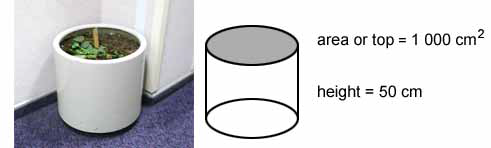 area or top = 1 000 cm²
height = 50 cm